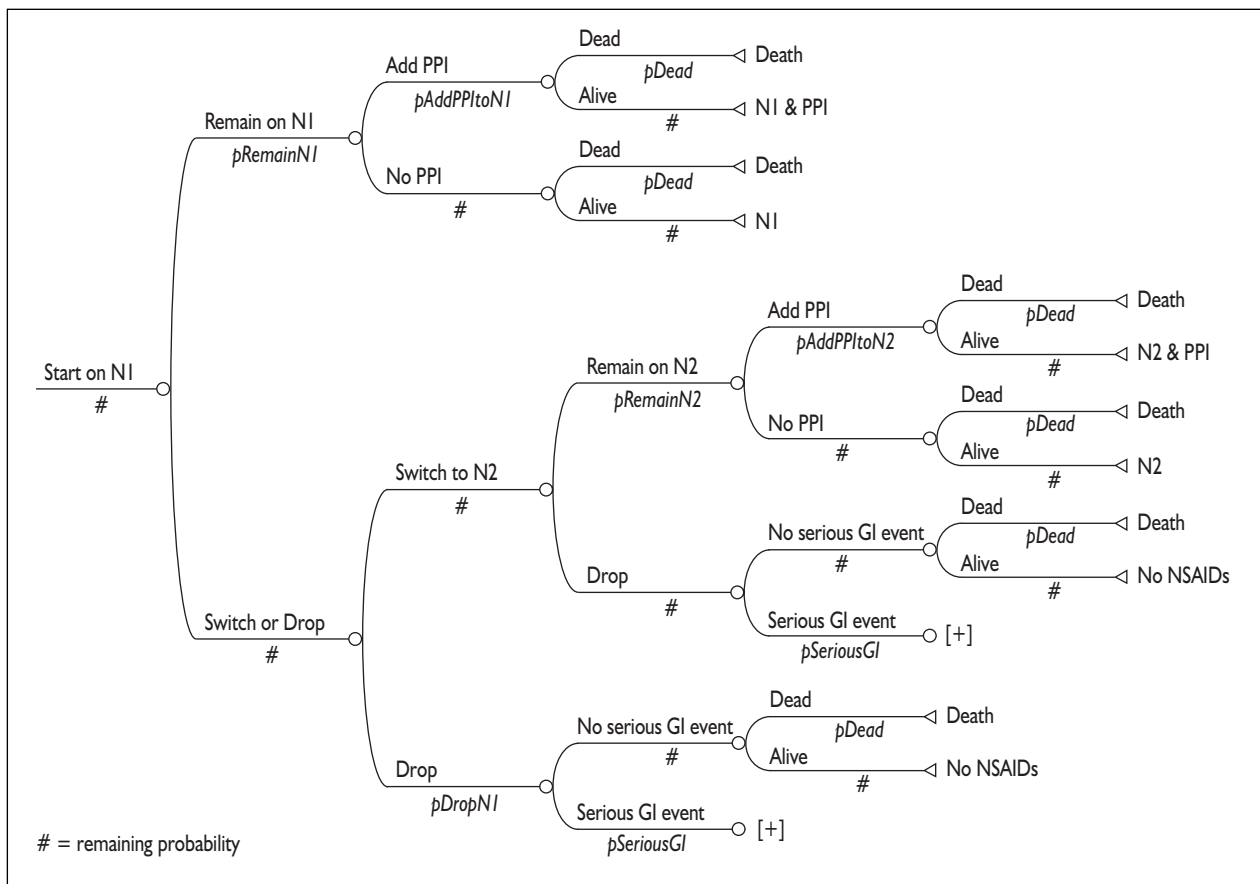 Dead
pDead
Death
Add PPI
pAddPPItoN1
Alive
#
N1 & PPI
Remain on N1
pRemainN1
Dead
pDead
Death
No PPI
#
Alive
#
N1
Dead
pDead
Death
Add PPI
pAddPPItoN2
Alive
#
N2 & PPI
Start on N1
#
Remain on N2
pRemainN2
Dead
pDead
Death
No PPI
#
Alive
#
N2
Switch to N2
#
Dead
pDead
Death
No serious GI event
#
Alive
#
No NSAIDs
Drop
#
Serious GI event
pSeriousGI
[+]
Switch or Drop
#
Dead
pDead
Death
No serious GI event
#
Alive
#
No NSAIDs
Drop
pDropN1
Serious GI event
pSeriousGI
[+]
# = remaining probability